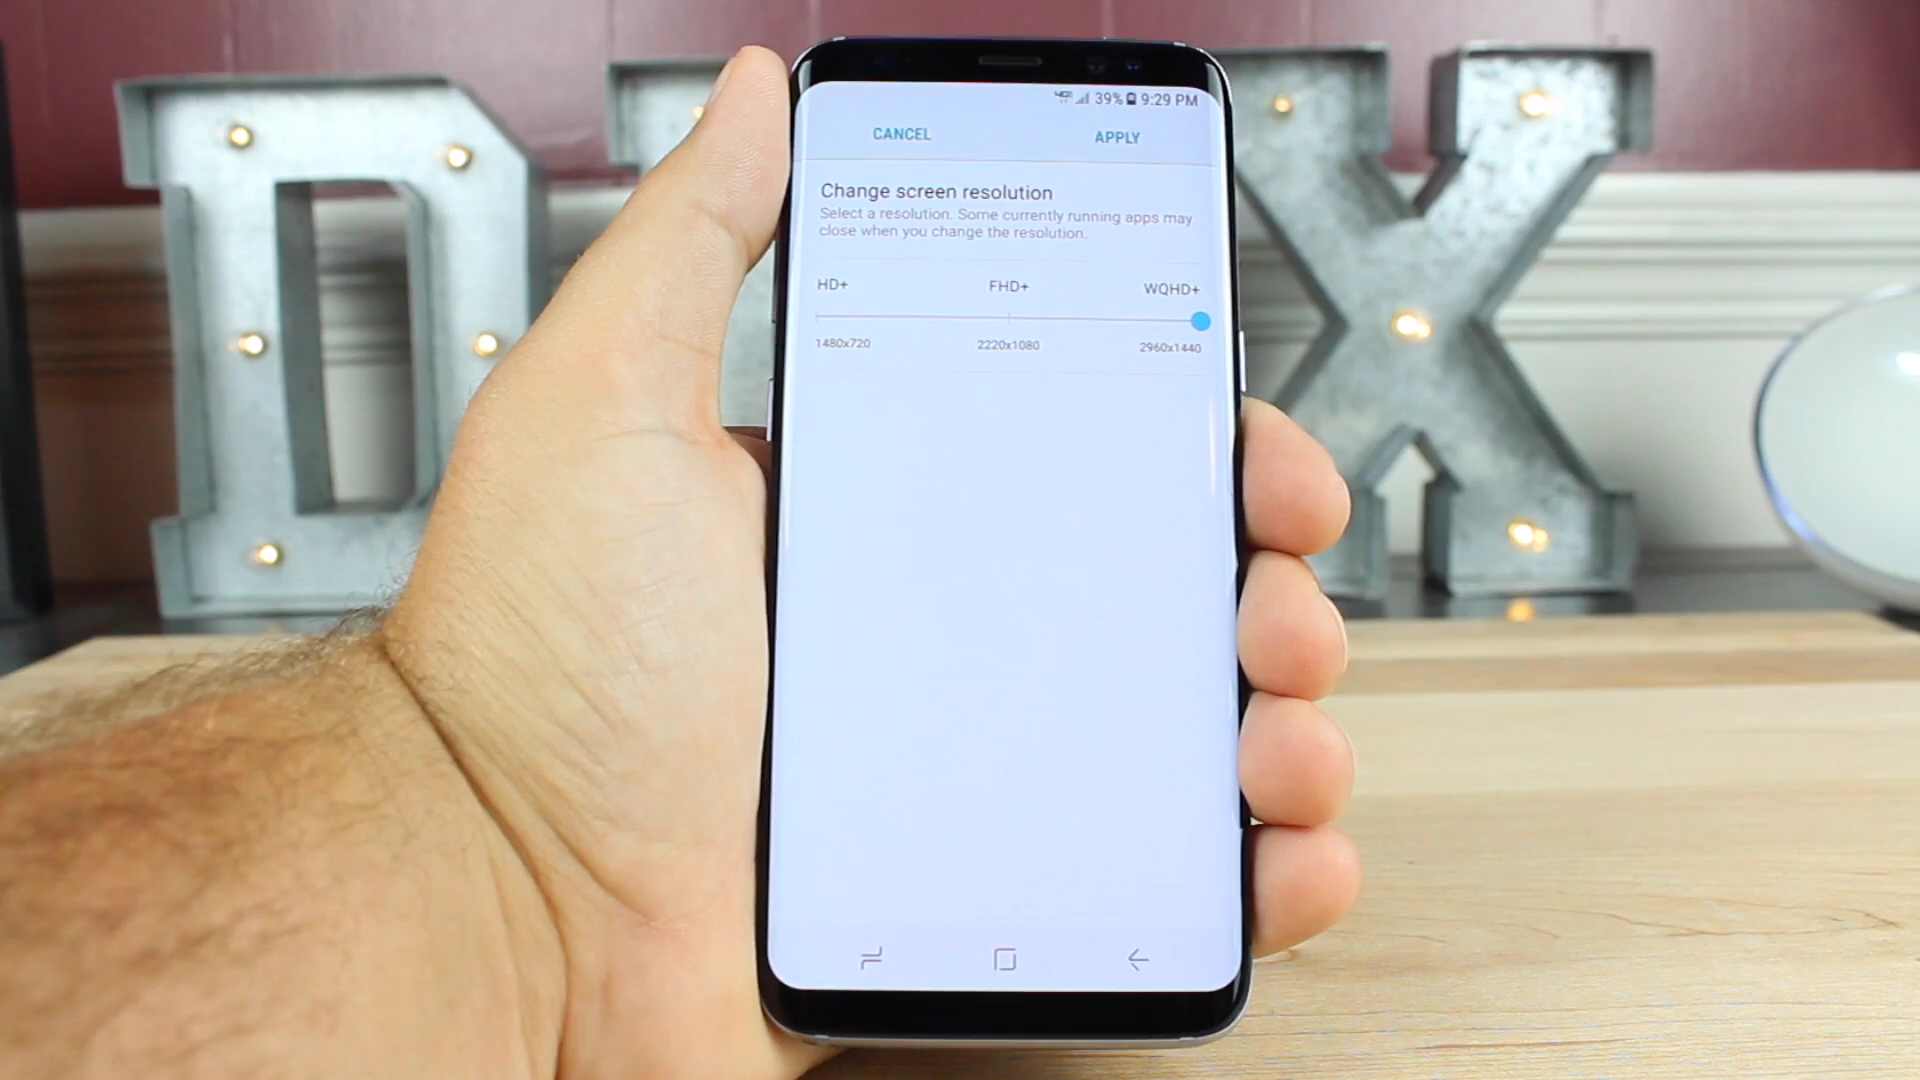 D X
4G 39% 9:29 PM
CANCEL APPLY
Change screen resolution
Select a resolution. Some currently running apps may
close when you change the resolution.
HD+ FHD+ WQHD+
1480x720 2220x1080 2960x1440